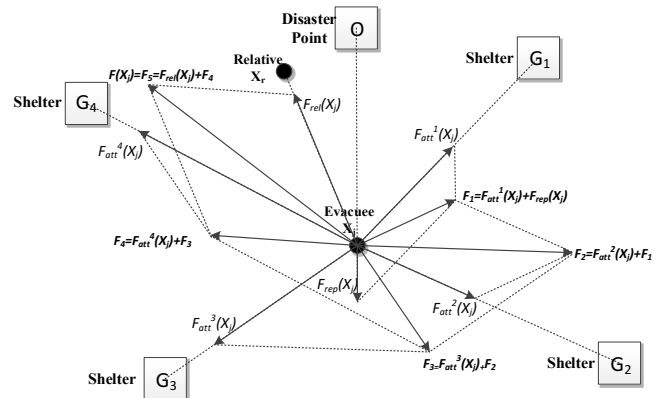 Disaster
Point
O
Relative
Xᵣ
Shelter
G₁
F(Xⱼ)=F₅=Fᵣₑₗ(Xⱼ)+F₄
Shelter
G₄
Fᵣₑₗ(Xⱼ)
Fₐₜₜ¹(Xⱼ)
Fₐₜₜ⁴(Xⱼ)
F₁=Fₐₜₜ¹(Xⱼ)+Fᵣₑₚ(Xⱼ)
Evacuee
X
F₄=Fₐₜₜ⁴(Xⱼ)+F₃
F₂=Fₐₜₜ²(Xⱼ)+F₁
Fᵣₑₚ(Xⱼ)
Fₐₜₜ²(Xⱼ)
Fₐₜₜ³(Xⱼ)
F₃=Fₐₜₜ³(Xⱼ)+F₂
Shelter
G₂
Shelter
G₃